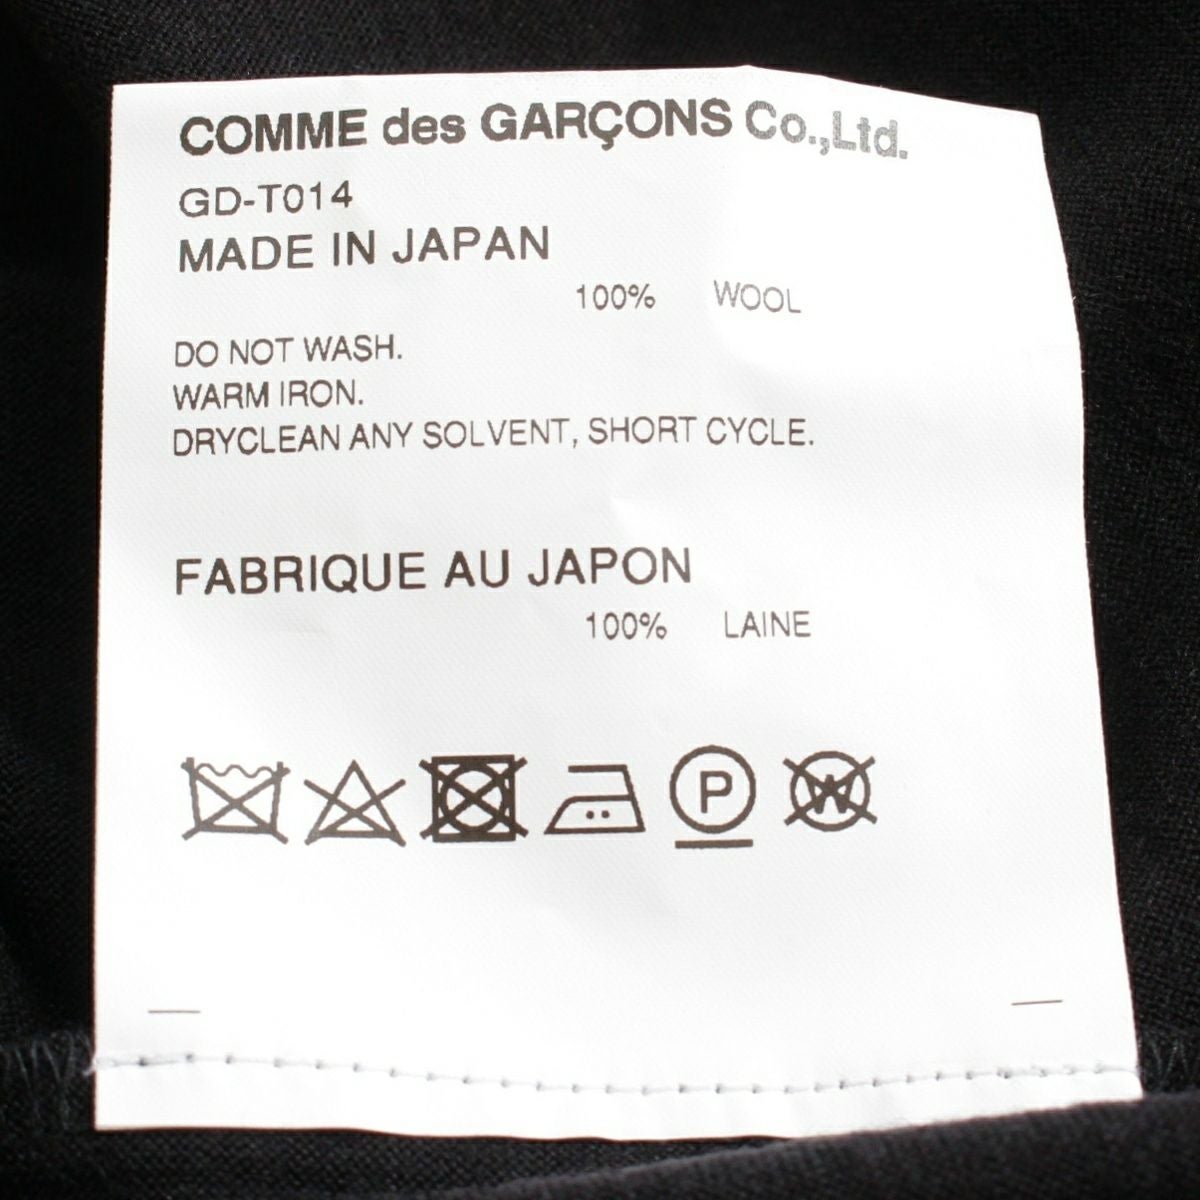 COMME des GARÇONS Co.,Ltd.
GD-T014
MADE IN JAPAN
100% WOOL
DO NOT WASH.
WARM IRON.
DRYCLEAN ANY SOLVENT, SHORT CYCLE.
FABRIQUE AU JAPON
100% LAINE
P W